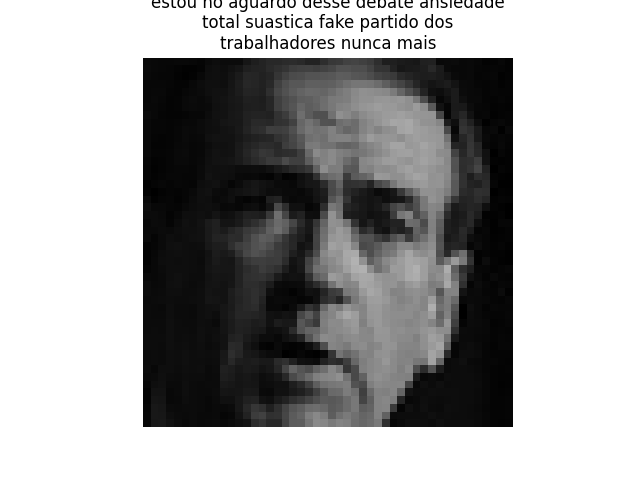 estou no aguardo desse debate ansiedade
total suastica fake partido dos
trabalhadores nunca mais